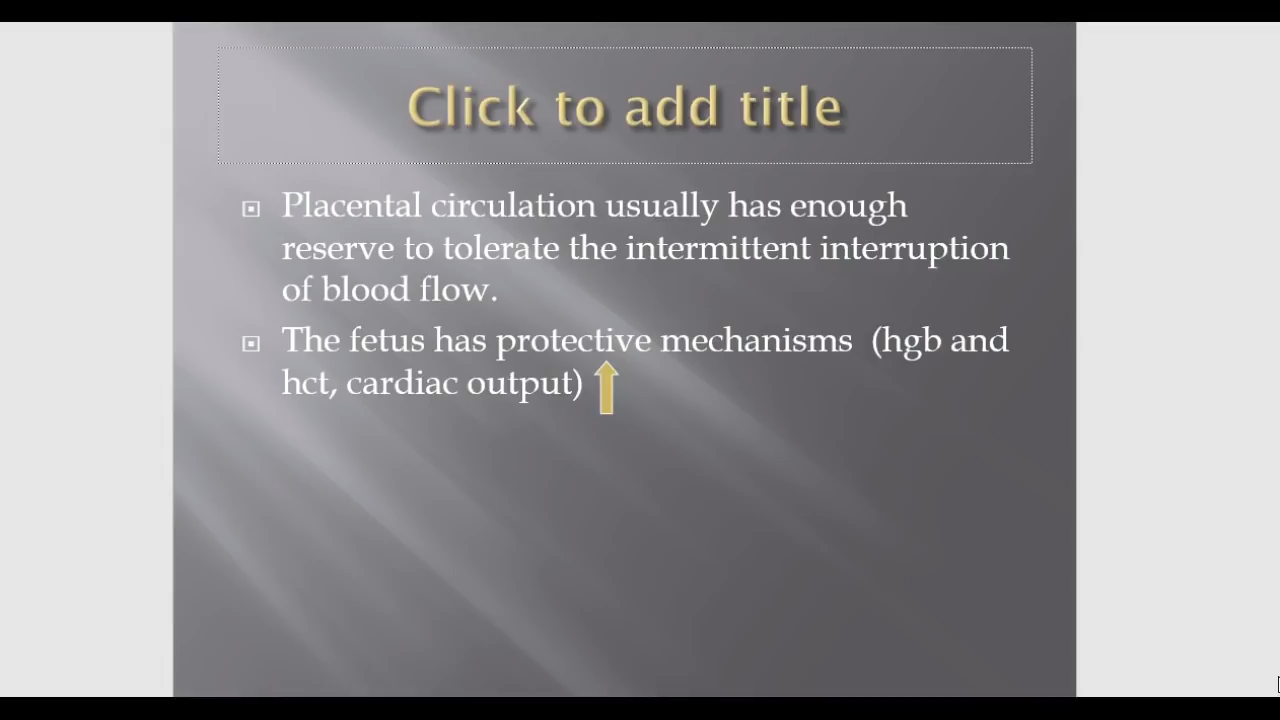 Click to add title
Placental circulation usually has enough
reserve to tolerate the intermittent interruption
of blood flow.
The fetus has protective mechanisms (hgb and
hct, cardiac output)